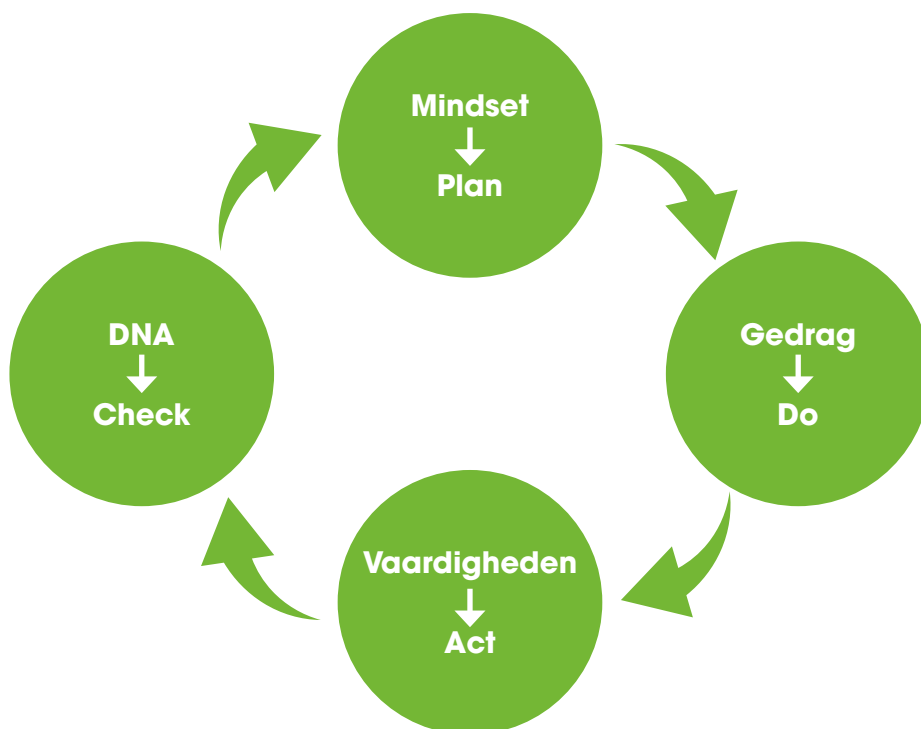 Mindset
Plan
Gedrag
Do
Vaardigheden
Act
DNA
Check